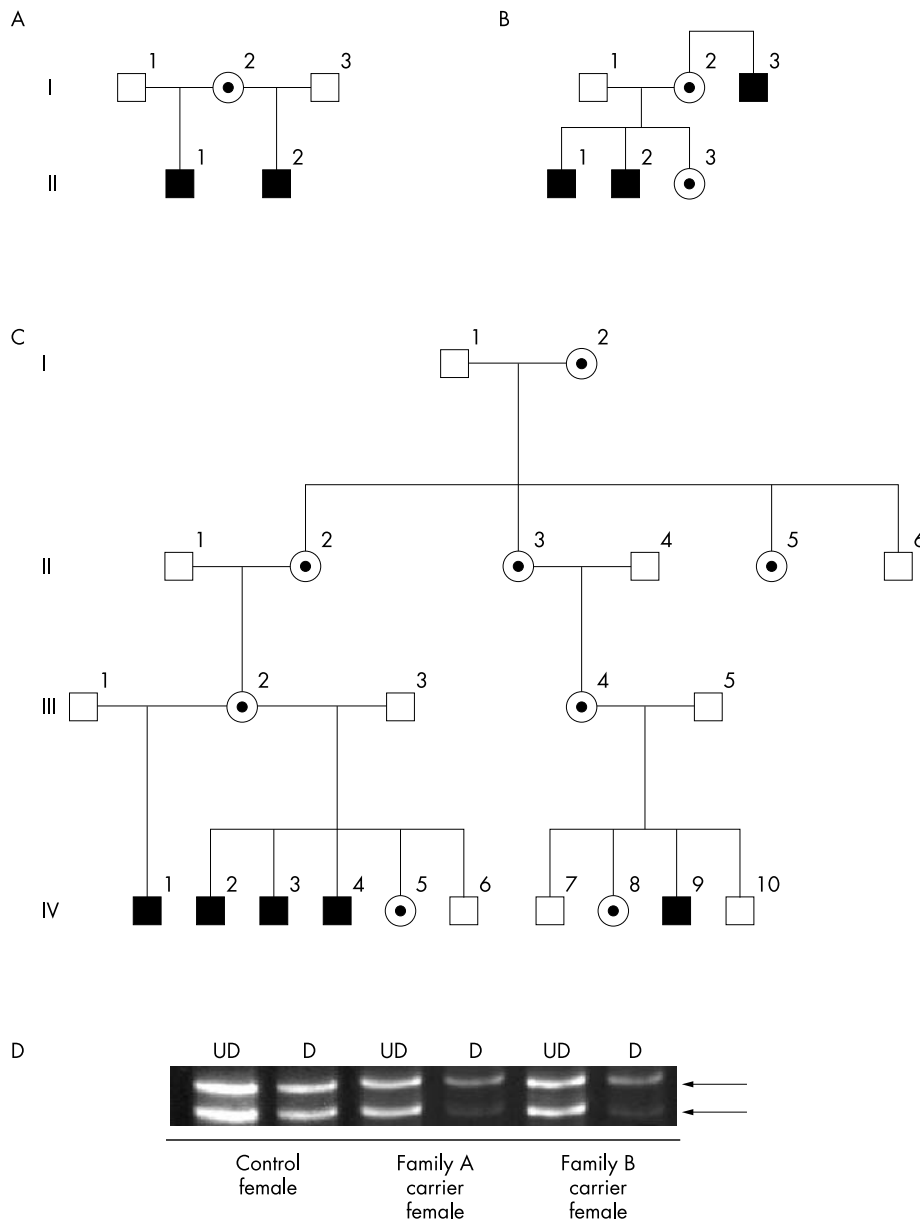 A
B
1 2 3
1 2 3
I
1 2
1 2 3
II
C
1 2
I
1 2 3 4 5 6
II
1 2 3 4 5
III
1 2 3 4 5 6 7 8 9 10
IV
D
UD D UD D UD D
Control female
Family A carrier female
Family B carrier female